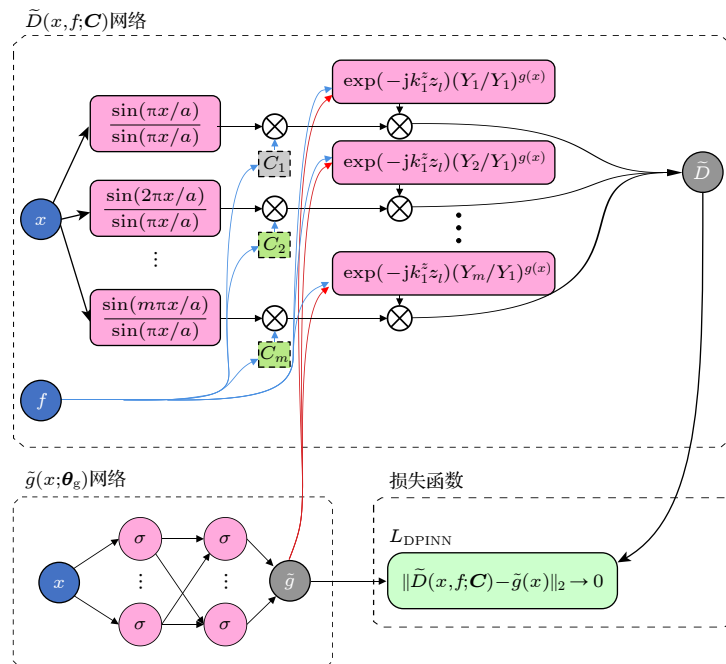 D̃(x,f;C)网络
exp(−jk₁ᶻz_l)(Y₁/Y₁)^{g(x)}
sin(πx/a)
sin(πx/a)
C₁
exp(−jk₁ᶻz_l)(Y₂/Y₁)^{g(x)}
D̃
x
sin(2πx/a)
sin(πx/a)
C₂
⋮
exp(−jk₁ᶻz_l)(Y_m/Y₁)^{g(x)}
sin(mπx/a)
sin(πx/a)
C_m
f
g̃(x;θ_g)网络
损失函数
σ
σ
L_DPINN
x
⋮
⋮
g̃
‖D̃(x,f;C)−g̃(x)‖₂→0
σ
σ